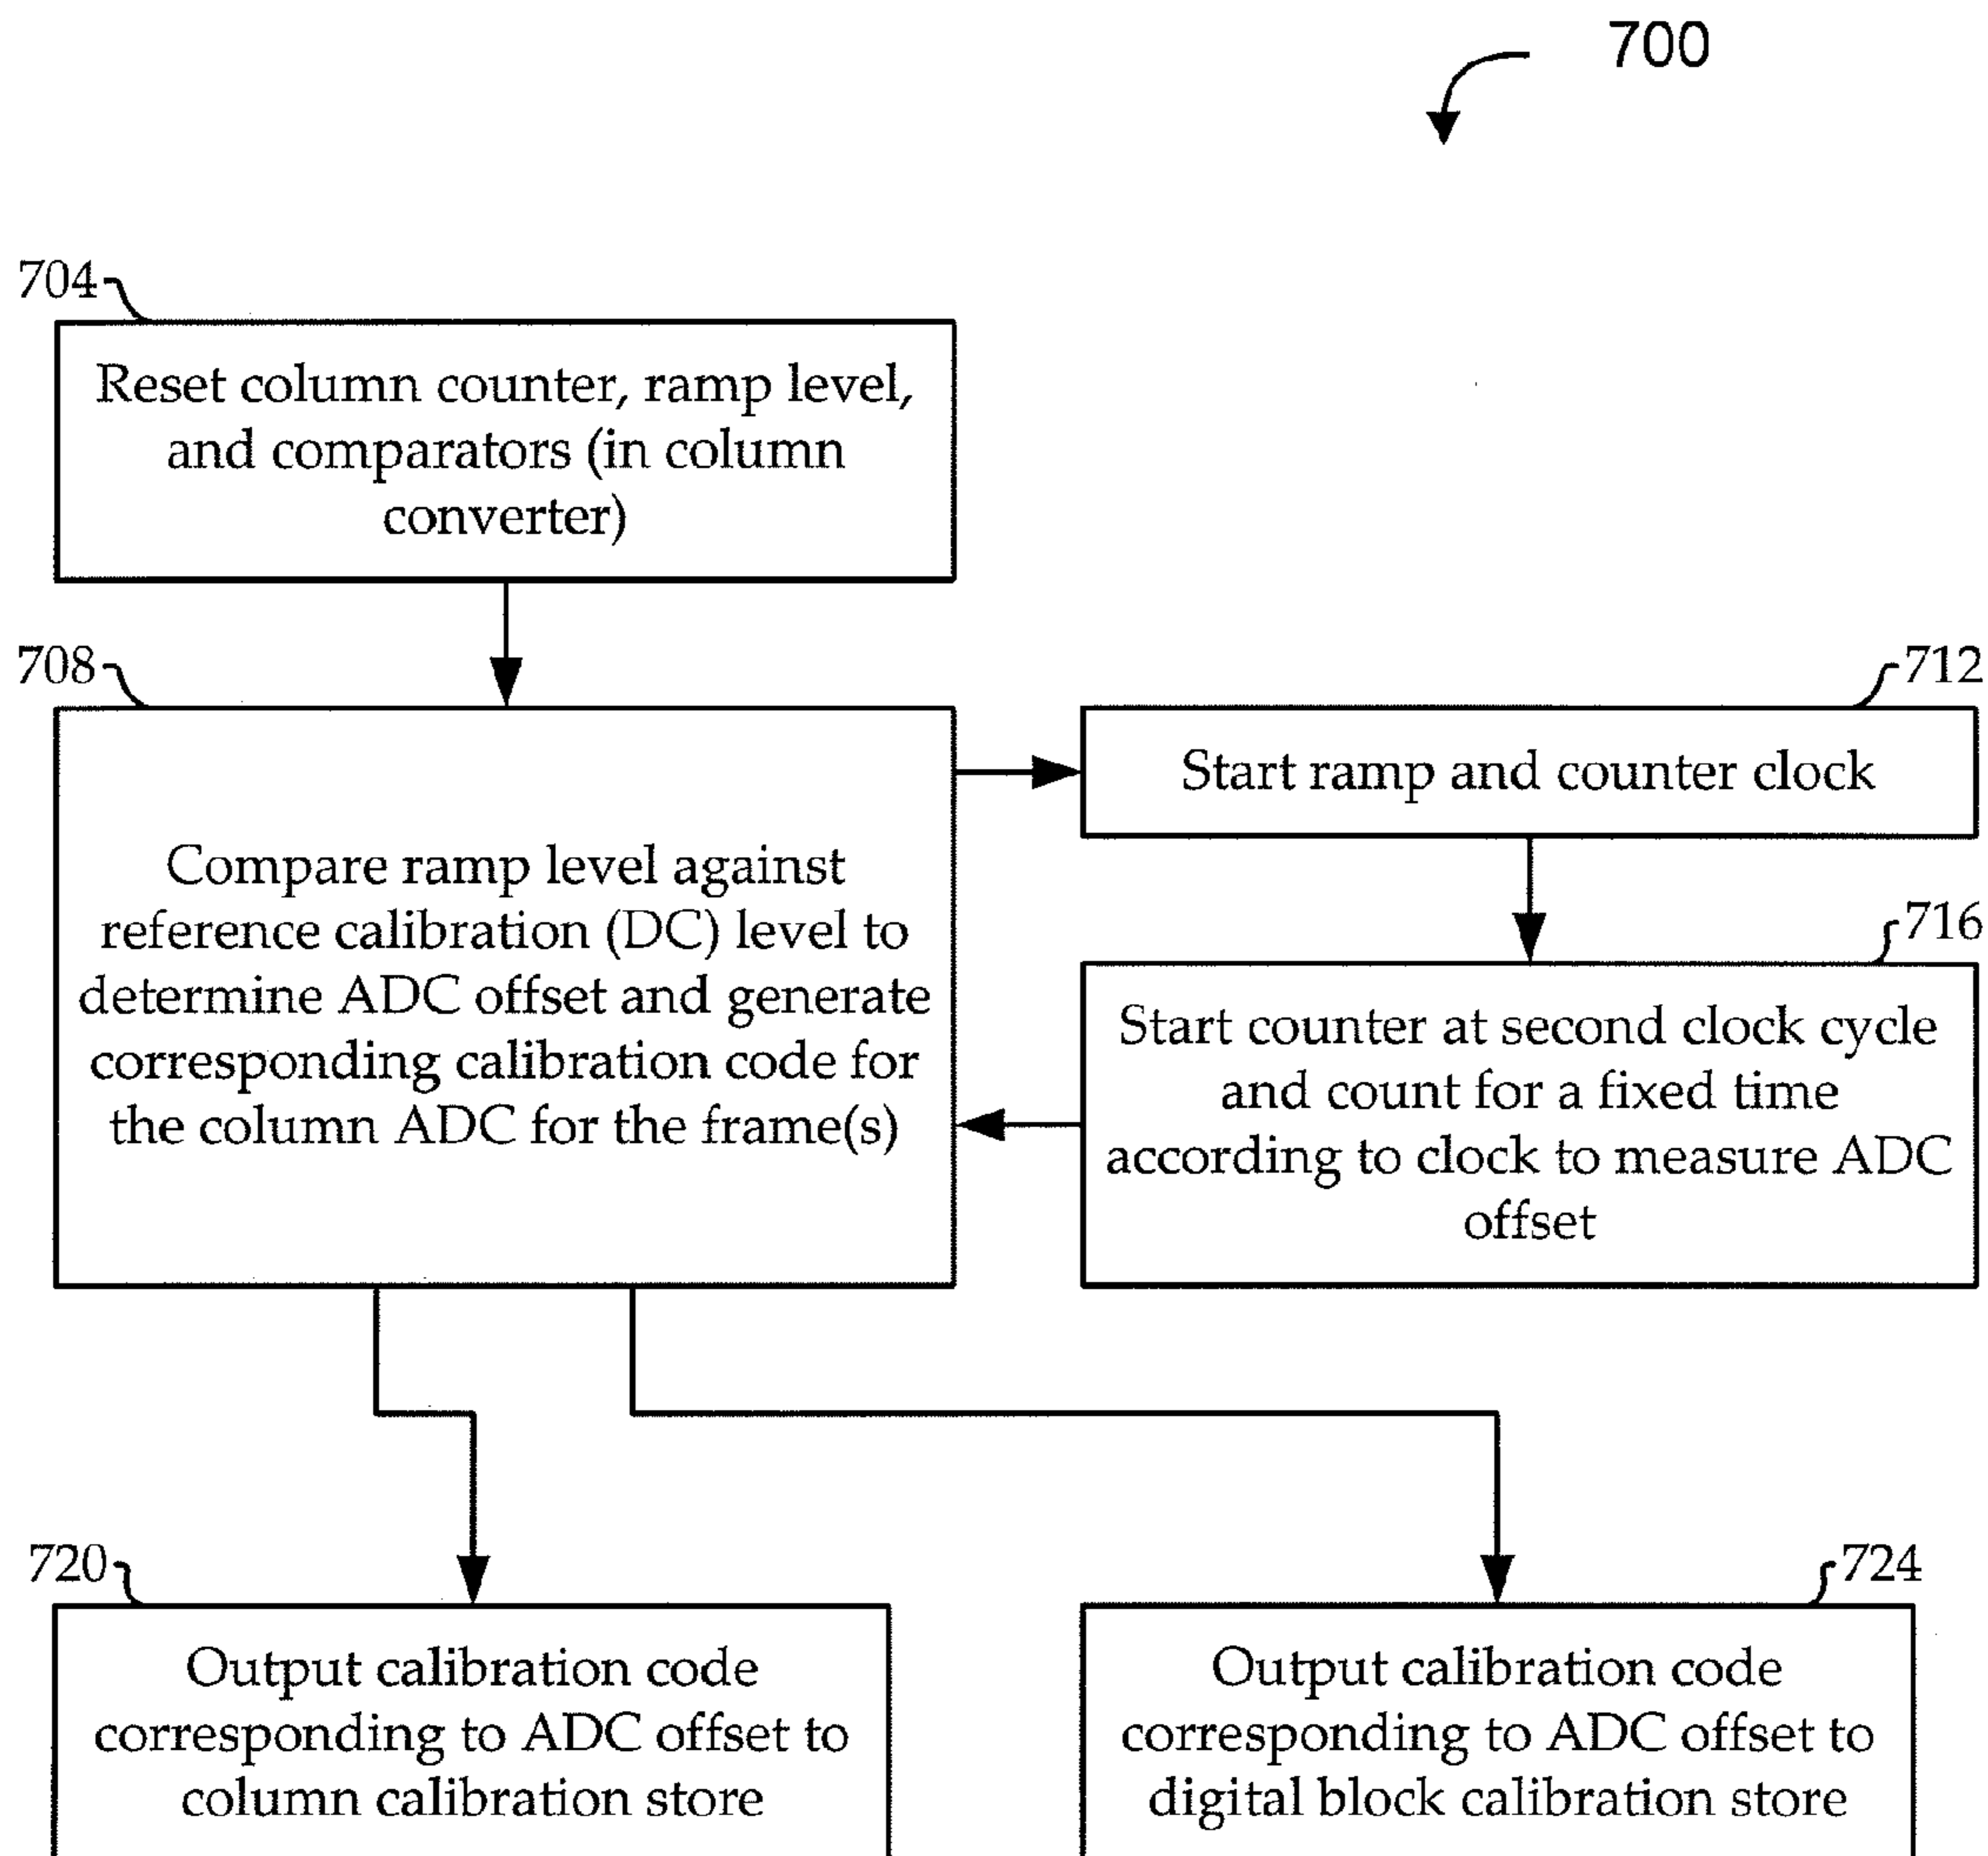 700
704
Reset column counter, ramp level,
and comparators (in column
converter)
708
Compare ramp level against
reference calibration (DC) level to
determine ADC offset and generate
corresponding calibration code for
the column ADC for the frame(s)
712
Start ramp and counter clock
716
Start counter at second clock cycle
and count for a fixed time
according to clock to measure ADC
offset
720
Output calibration code
corresponding to ADC offset to
column calibration store
724
Output calibration code
corresponding to ADC offset to
digital block calibration store